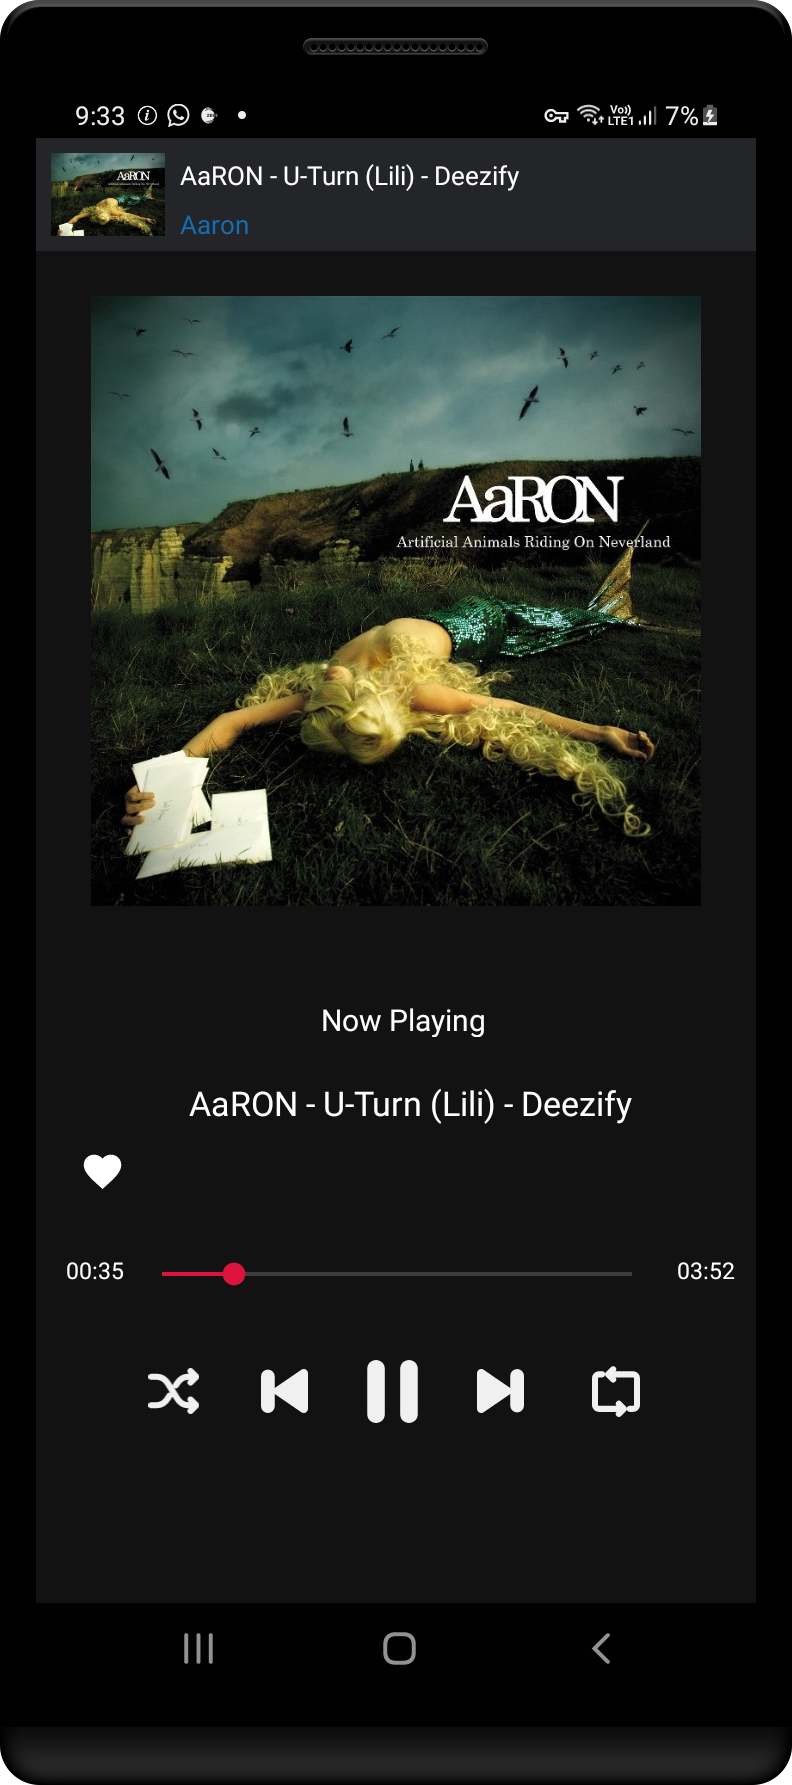 9:33
Vo))
LTE1
7%
AaRON
AaRON - U-Turn (Lili) - Deezify
Aaron
AaRON
Artificial Animals Riding On Neverland
Now Playing
AaRON - U-Turn (Lili) - Deezify
00:35
03:52